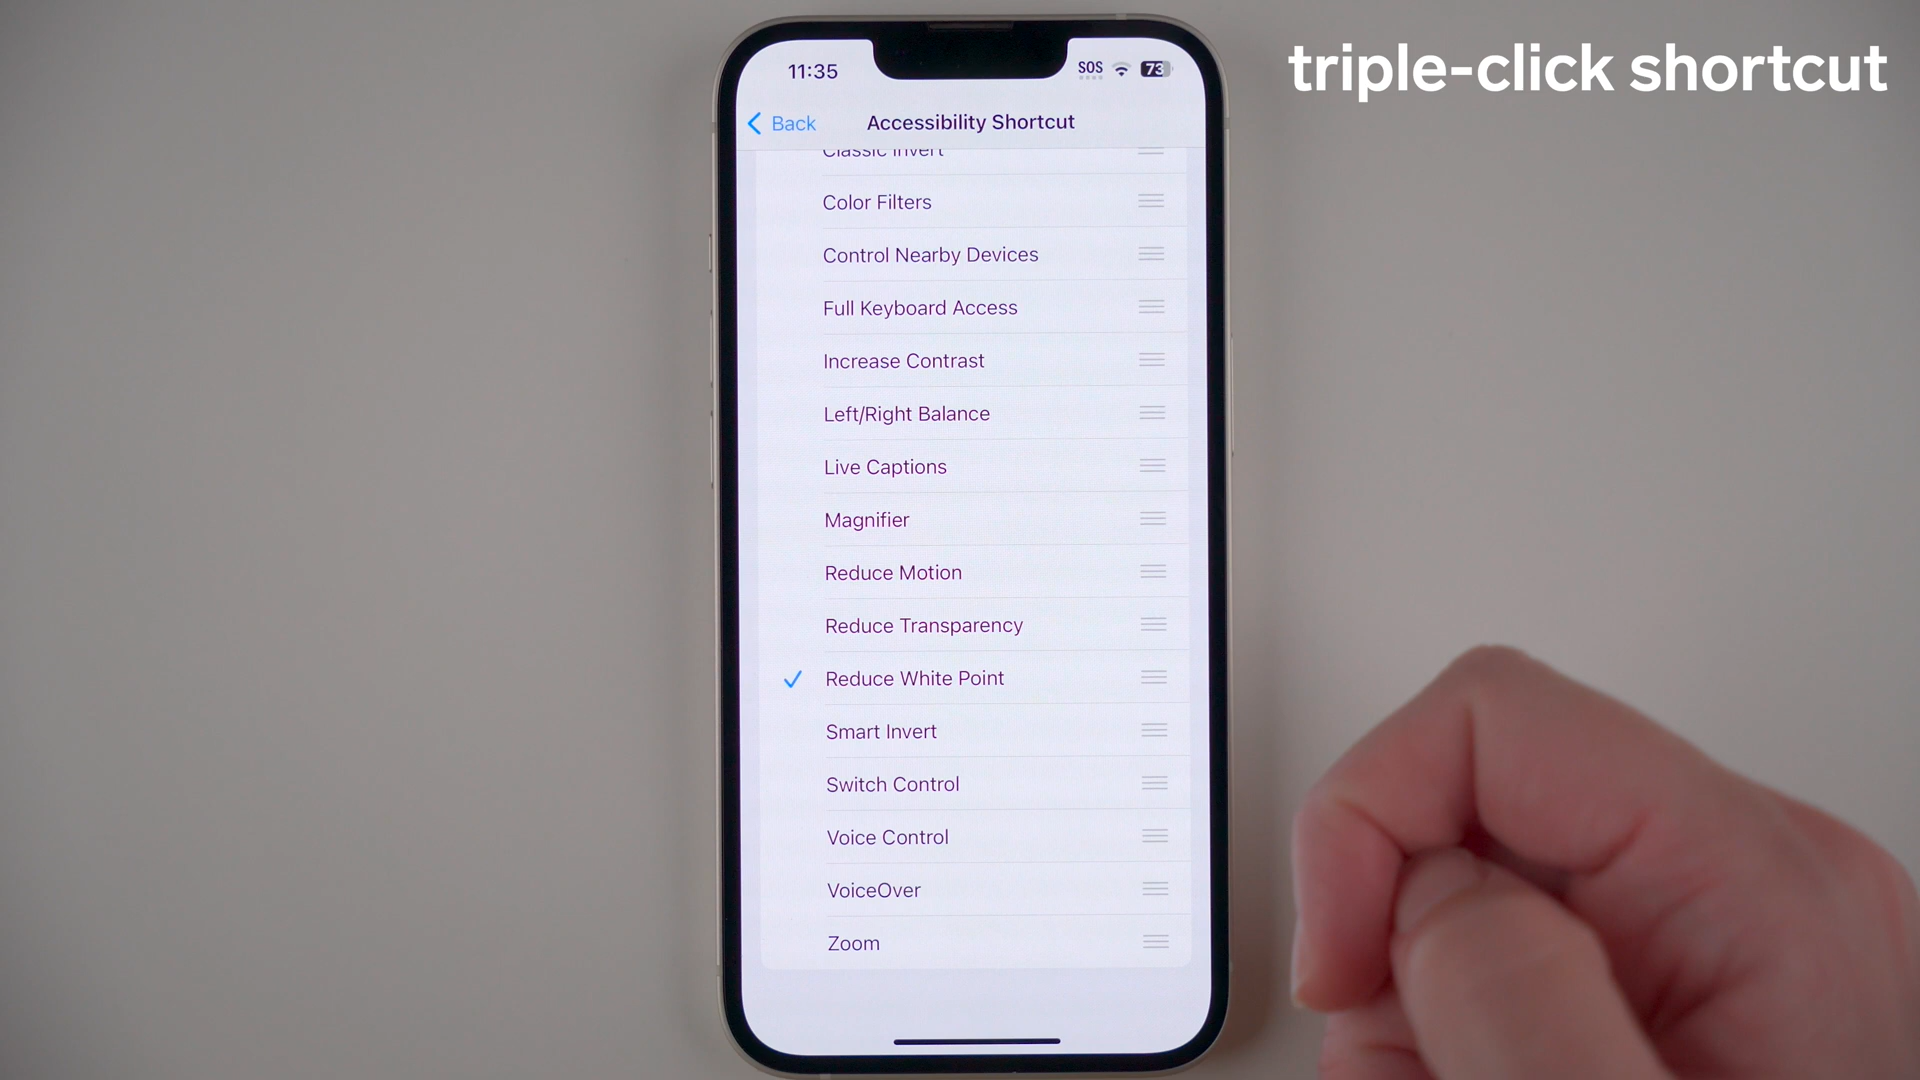 triple-click shortcut
11:35
SOS
73
Back
Accessibility Shortcut
Classic Invert
Color Filters
Control Nearby Devices
Full Keyboard Access
Increase Contrast
Left/Right Balance
Live Captions
Magnifier
Reduce Motion
Reduce Transparency
Reduce White Point
Smart Invert
Switch Control
Voice Control
VoiceOver
Zoom